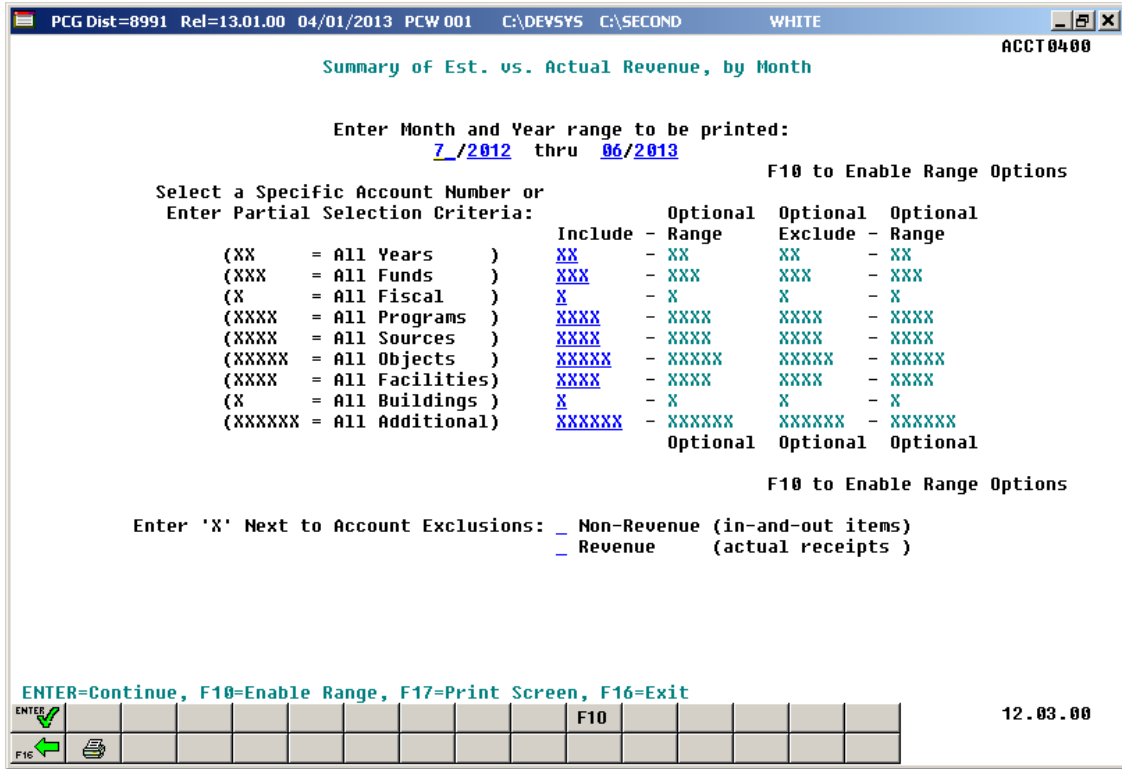 PCG Dist=8991 Rel=13.01.00 04/01/2013 PCW 001 C:\DEVSYS C:\SECOND WHITE
ACCT0400
Summary of Est. vs. Actual Revenue, by Month
Enter Month and Year range to be printed:
7_/2012 thru 06/2013
F10 to Enable Range Options
Select a Specific Account Number or
Enter Partial Selection Criteria: Optional Optional Optional
Include - Range Exclude - Range
(XX = All Years ) XX - XX XX - XX
(XXX = All Funds ) XXX - XXX XXX - XXX
(X = All Fiscal ) X - X X - X
(XXXX = All Programs ) XXXX - XXXX XXXX - XXXX
(XXXX = All Sources ) XXXX - XXXX XXXX - XXXX
(XXXXX = All Objects ) XXXXX - XXXXX XXXXX - XXXXX
(XXXX = All Facilities) XXXX - XXXX XXXX - XXXX
(X = All Buildings ) X - X X - X
(XXXXXX = All Additional) XXXXXX - XXXXXX XXXXXX - XXXXXX
Optional Optional Optional
F10 to Enable Range Options
Enter 'X' Next to Account Exclusions: _ Non-Revenue (in-and-out items)
_ Revenue (actual receipts )
ENTER=Continue, F10=Enable Range, F17=Print Screen, F16=Exit
ENTER F10 12.03.00
F16